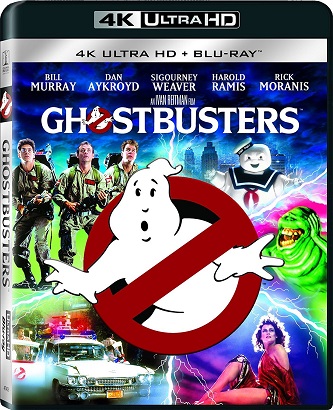 4K ULTRA HD
4K ULTRA HD + BLU-RAY™
BILL MURRAY
DAN AYKROYD
SIGOURNEY WEAVER
HAROLD RAMIS
RICK MORANIS
AN IVAN REITMAN FILM
GHOSTBUSTERS
GHOSTBUSTERS